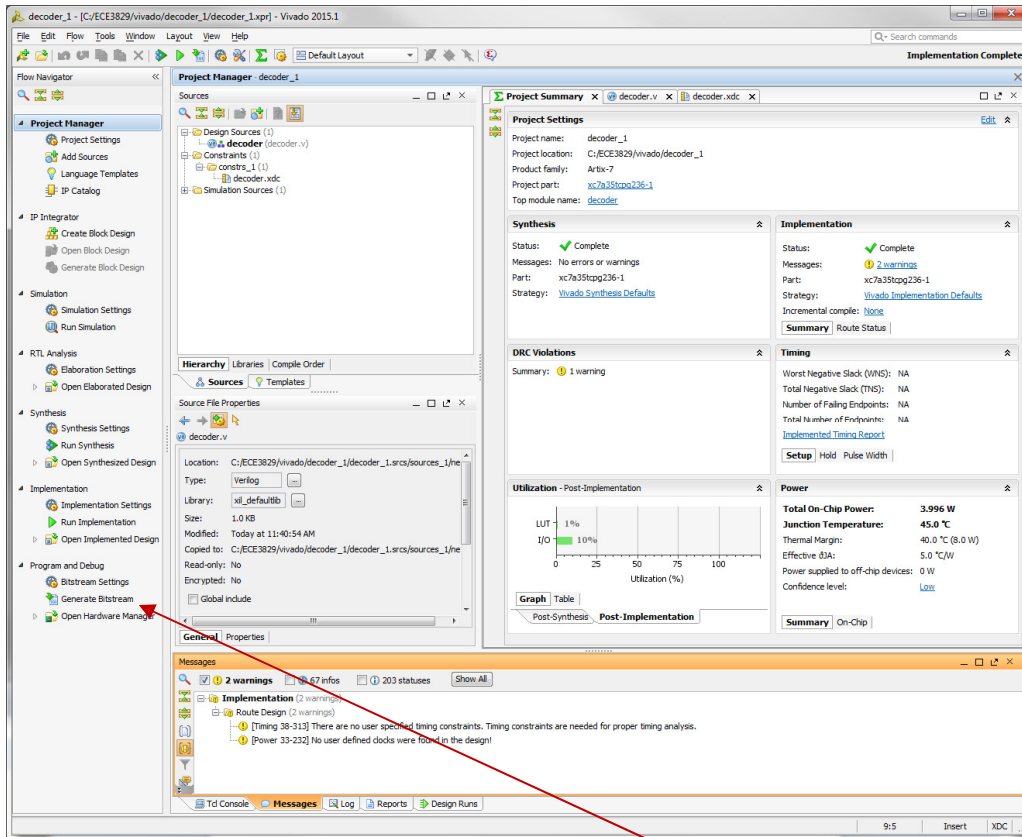 decoder_1 - [C:/ECE3829/vivado/decoder_1/decoder_1.xpr] - Vivado 2015.1
File Edit Flow Tools Window Layout View Help
Search commands
Default Layout
Implementation Complete
Flow Navigator
Project Manager
Project Settings
Add Sources
Language Templates
IP Catalog
IP Integrator
Create Block Design
Open Block Design
Generate Block Design
Simulation
Simulation Settings
Run Simulation
RTL Analysis
Elaboration Settings
Open Elaborated Design
Synthesis
Synthesis Settings
Run Synthesis
Open Synthesized Design
Implementation
Implementation Settings
Run Implementation
Open Implemented Design
Program and Debug
Bitstream Settings
Generate Bitstream
Open Hardware Manager
Project Manager - decoder_1
Sources
Design Sources (1)
decoder (decoder.v)
Constraints (1)
constrs_1 (1)
decoder.xdc
Simulation Sources (1)
Hierarchy Libraries Compile Order
Sources Templates
Source File Properties
decoder.v
Location: C:/ECE3829/vivado/decoder_1/decoder_1.srcs/sources_1/ne
Type: Verilog ...
Library: xil_defaultlib ...
Size: 1.0 KB
Modified: Today at 11:40:54 AM
Copied to: C:/ECE3829/vivado/decoder_1/decoder_1.srcs/sources_1/ne
Read-only: No
Encrypted: No
Global include
General Properties
Project Summary decoder.v decoder.xdc
Project Settings Edit
Project name: decoder_1
Project location: C:/ECE3829/vivado/decoder_1
Product family: Artix-7
Project part: xc7a35tcpg236-1
Top module name: decoder
Synthesis
Status: Complete
Messages: No errors or warnings
Part: xc7a35tcpg236-1
Strategy: Vivado Synthesis Defaults
Implementation
Status: Complete
Messages: 2 warnings
Part: xc7a35tcpg236-1
Strategy: Vivado Implementation Defaults
Incremental compile: None
Summary Route Status
DRC Violations
Summary: 1 warning
Timing
Worst Negative Slack (WNS): NA
Total Negative Slack (TNS): NA
Number of Failing Endpoints: NA
Total Number of Endpoints: NA
Implemented Timing Report
Setup Hold Pulse Width
Utilization - Post-Implementation
LUT 1%
I/O 10%
0 25 50 75 100
Utilization (%)
Graph Table
Post-Synthesis Post-Implementation
Power
Total On-Chip Power: 3.996 W
Junction Temperature: 45.0 °C
Thermal Margin: 40.0 °C (8.0 W)
Effective ϑJA: 5.0 °C/W
Power supplied to off-chip devices: 0 W
Confidence level: Low
Summary On-Chip
Messages
2 warnings 67 infos 203 statuses Show All
Implementation (2 warnings)
Route Design (2 warnings)
[Timing 38-313] There are no user specified timing constraints. Timing constraints are needed for proper timing analysis.
[Power 33-232] No user defined clocks were found in the design!
Tcl Console Messages Log Reports Design Runs
9:5 Insert XDC